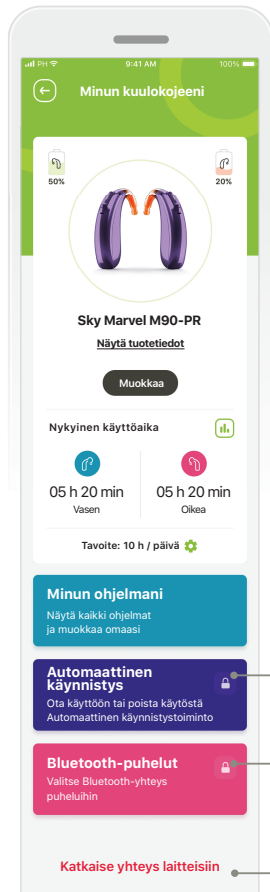 PH 9:41 AM 100%
Minun kuulokojeeni
50% 20%
Sky Marvel M90-PR
Näytä tuotetiedot
Muokkaa
Nykyinen käyttöaika
05 h 20 min 05 h 20 min
Vasen Oikea
Tavoite: 10 h / päivä
Minun ohjelmani
Näytä kaikki ohjelmat
ja muokkaa omaasi
Automaattinen
käynnistys
Ota käyttöön tai poista käytöstä
Automaattinen käynnistystoiminto
Bluetooth-puhelut
Valitse Bluetooth-yhteys
puheluihin
Katkaise yhteys laitteisiin